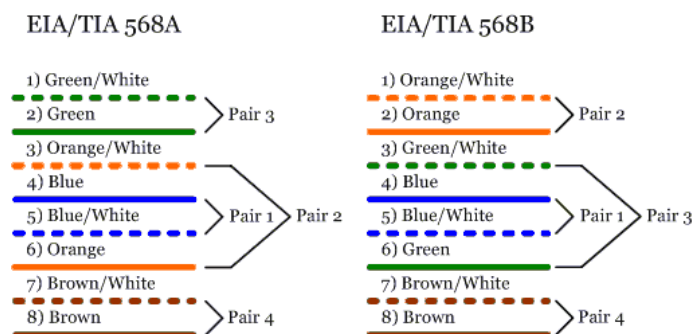 EIA/TIA 568A
1) Green/White
2) Green
Pair 3
3) Orange/White
4) Blue
5) Blue/White
Pair 1
Pair 2
6) Orange
7) Brown/White
8) Brown
Pair 4
EIA/TIA 568B
1) Orange/White
2) Orange
Pair 2
3) Green/White
4) Blue
5) Blue/White
Pair 1
Pair 3
6) Green
7) Brown/White
8) Brown
Pair 4